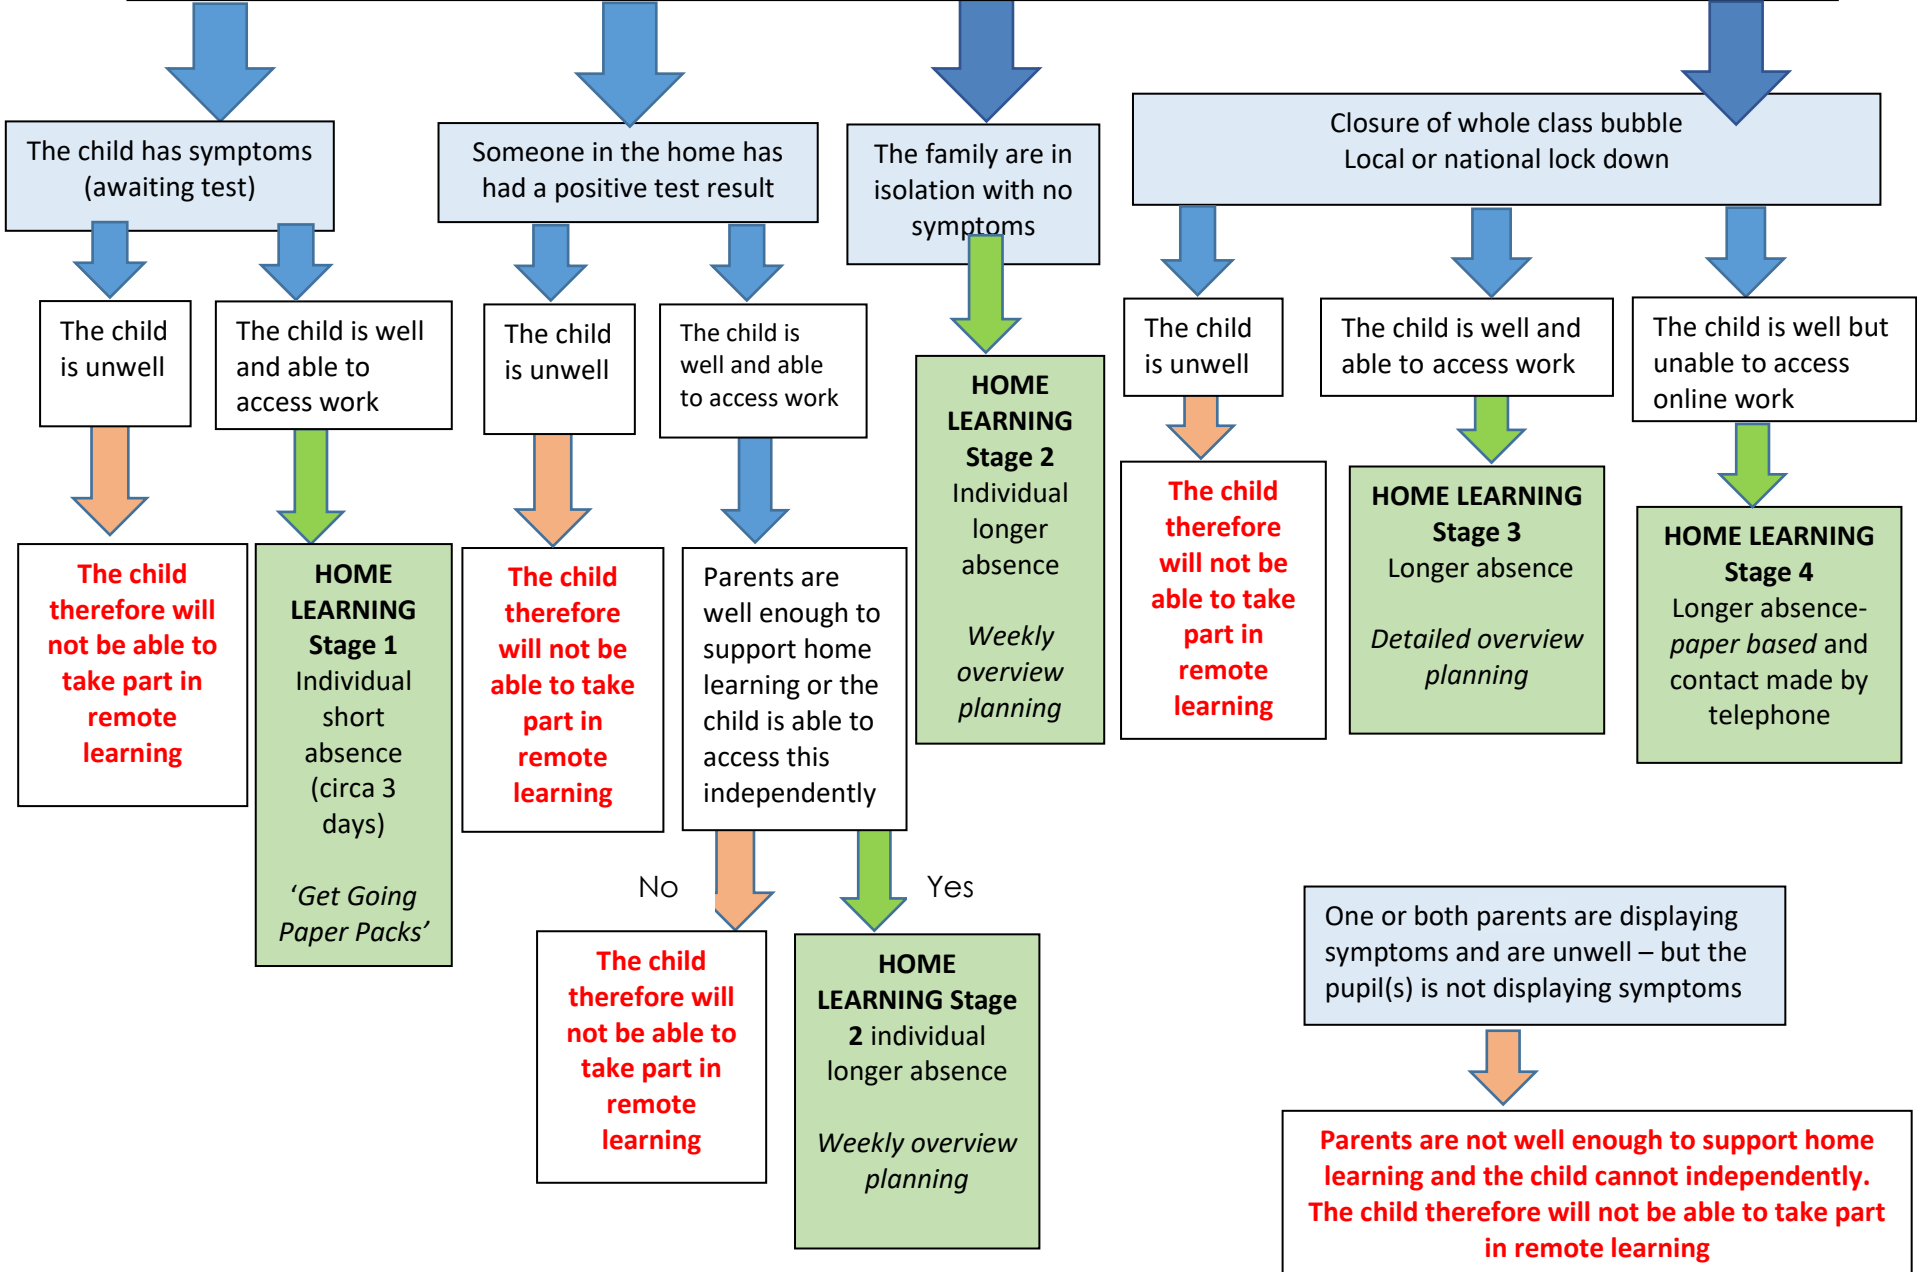 The child has symptoms
(awaiting test)
Someone in the home has
had a positive test result
The family are in
isolation with no
symptoms
Closure of whole class bubble
Local or national lock down
The child
is unwell
The child is well
and able to
access work
The child
is unwell
The child is
well and able
to access work
The child
is unwell
The child is well and
able to access work
The child is well but
unable to access
online work
The child
therefore will
not be able to
take part in
remote
learning
HOME
LEARNING
Stage 1
Individual
short
absence
(circa 3
days)
‘Get Going
Paper Packs’
The child
therefore
will not be
able to take
part in
remote
learning
Parents are
well enough to
support home
learning or the
child is able to
access this
independently
HOME
LEARNING
Stage 2
Individual
longer
absence
Weekly
overview
planning
The child
therefore
will not be
able to take
part in
remote
learning
HOME LEARNING
Stage 3
Longer absence
Detailed overview
planning
HOME LEARNING
Stage 4
Longer absence-
paper based and
contact made by
telephone
No
Yes
The child
therefore will
not be able to
take part in
remote
learning
HOME
LEARNING Stage
2 individual
longer absence
Weekly overview
planning
One or both parents are displaying
symptoms and are unwell – but the
pupil(s) is not displaying symptoms
Parents are not well enough to support home
learning and the child cannot independently.
The child therefore will not be able to take part
in remote learning